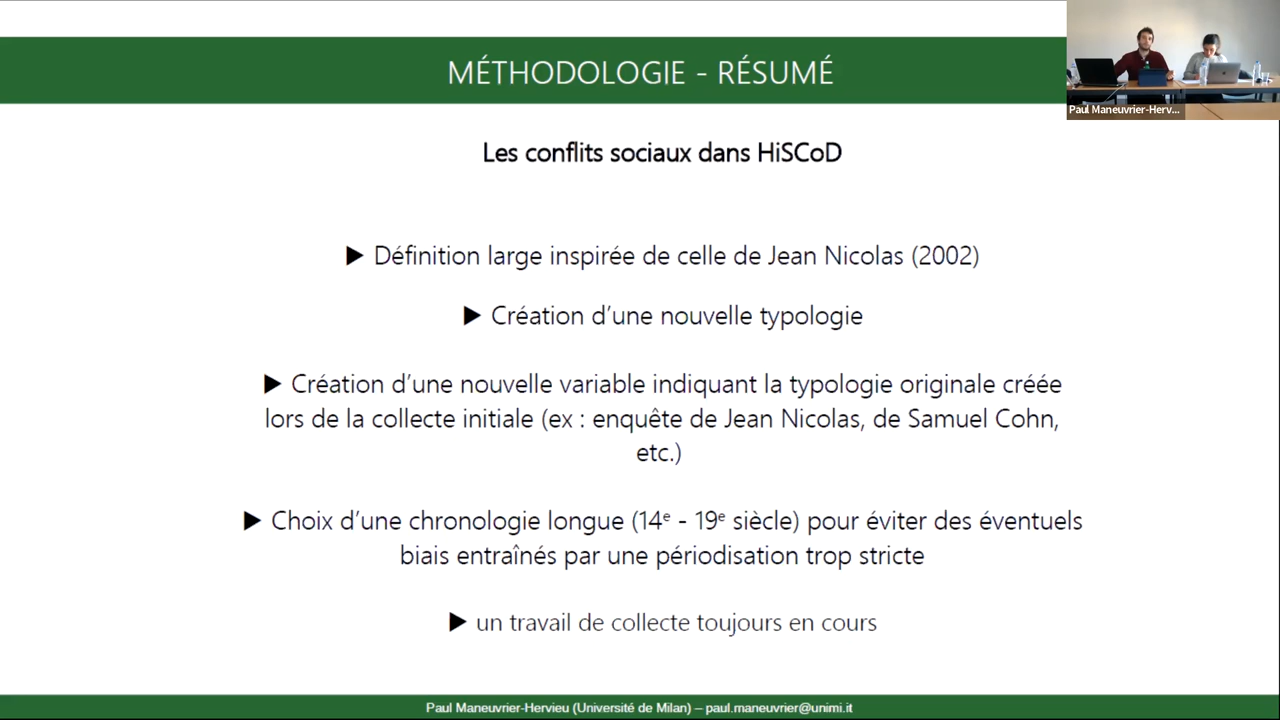 MÉTHODOLOGIE - RÉSUMÉ
Paul Maneuvrier-Herv...
Les conflits sociaux dans HiSCoD
▶ Définition large inspirée de celle de Jean Nicolas (2002)
▶ Création d’une nouvelle typologie
▶ Création d’une nouvelle variable indiquant la typologie originale créée
lors de la collecte initiale (ex : enquête de Jean Nicolas, de Samuel Cohn,
etc.)
▶ Choix d’une chronologie longue (14ᵉ - 19ᵉ siècle) pour éviter des éventuels
biais entraînés par une périodisation trop stricte
▶ un travail de collecte toujours en cours
Paul Maneuvrier-Hervieu (Université de Milan) – paul.maneuvrier@unimi.it